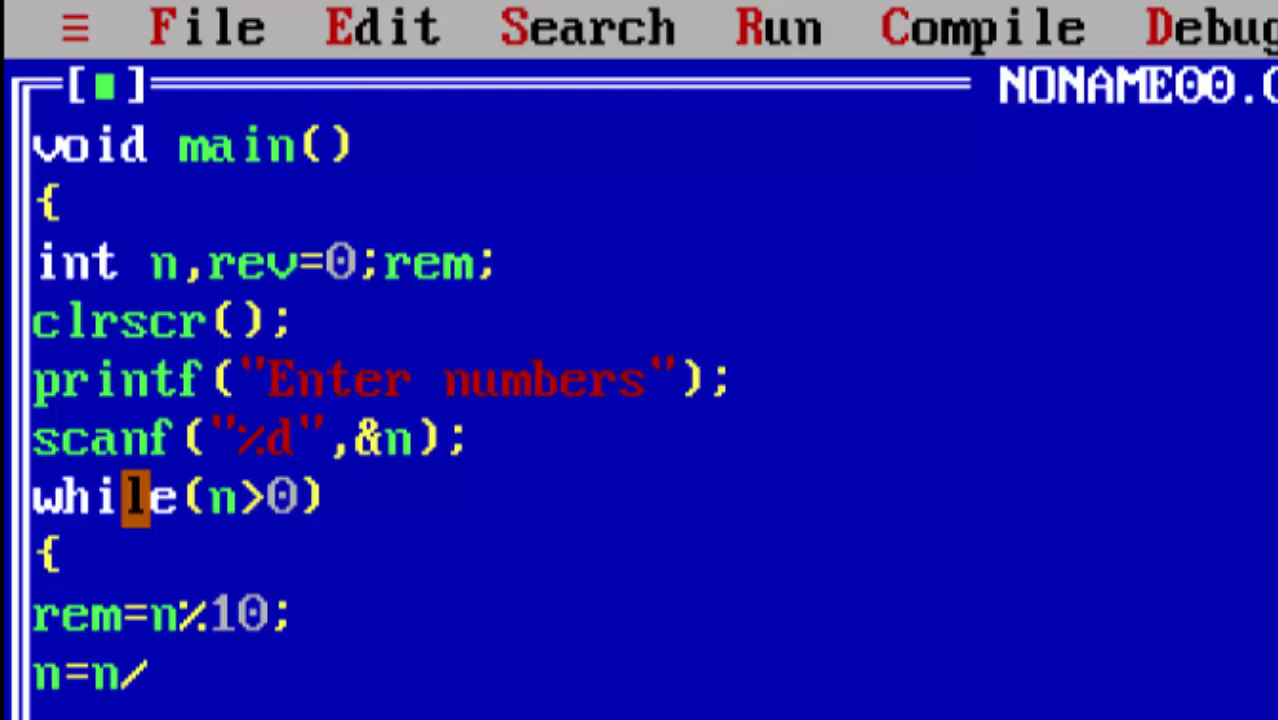 ≡ File Edit Search Run Compile Debug
[■] NONAME00.C
void main()
{
int n,rev=0;rem;
clrscr();
printf("Enter numbers");
scanf("%d",&n);
while(n>0)
{
rem=n%10;
n=n/